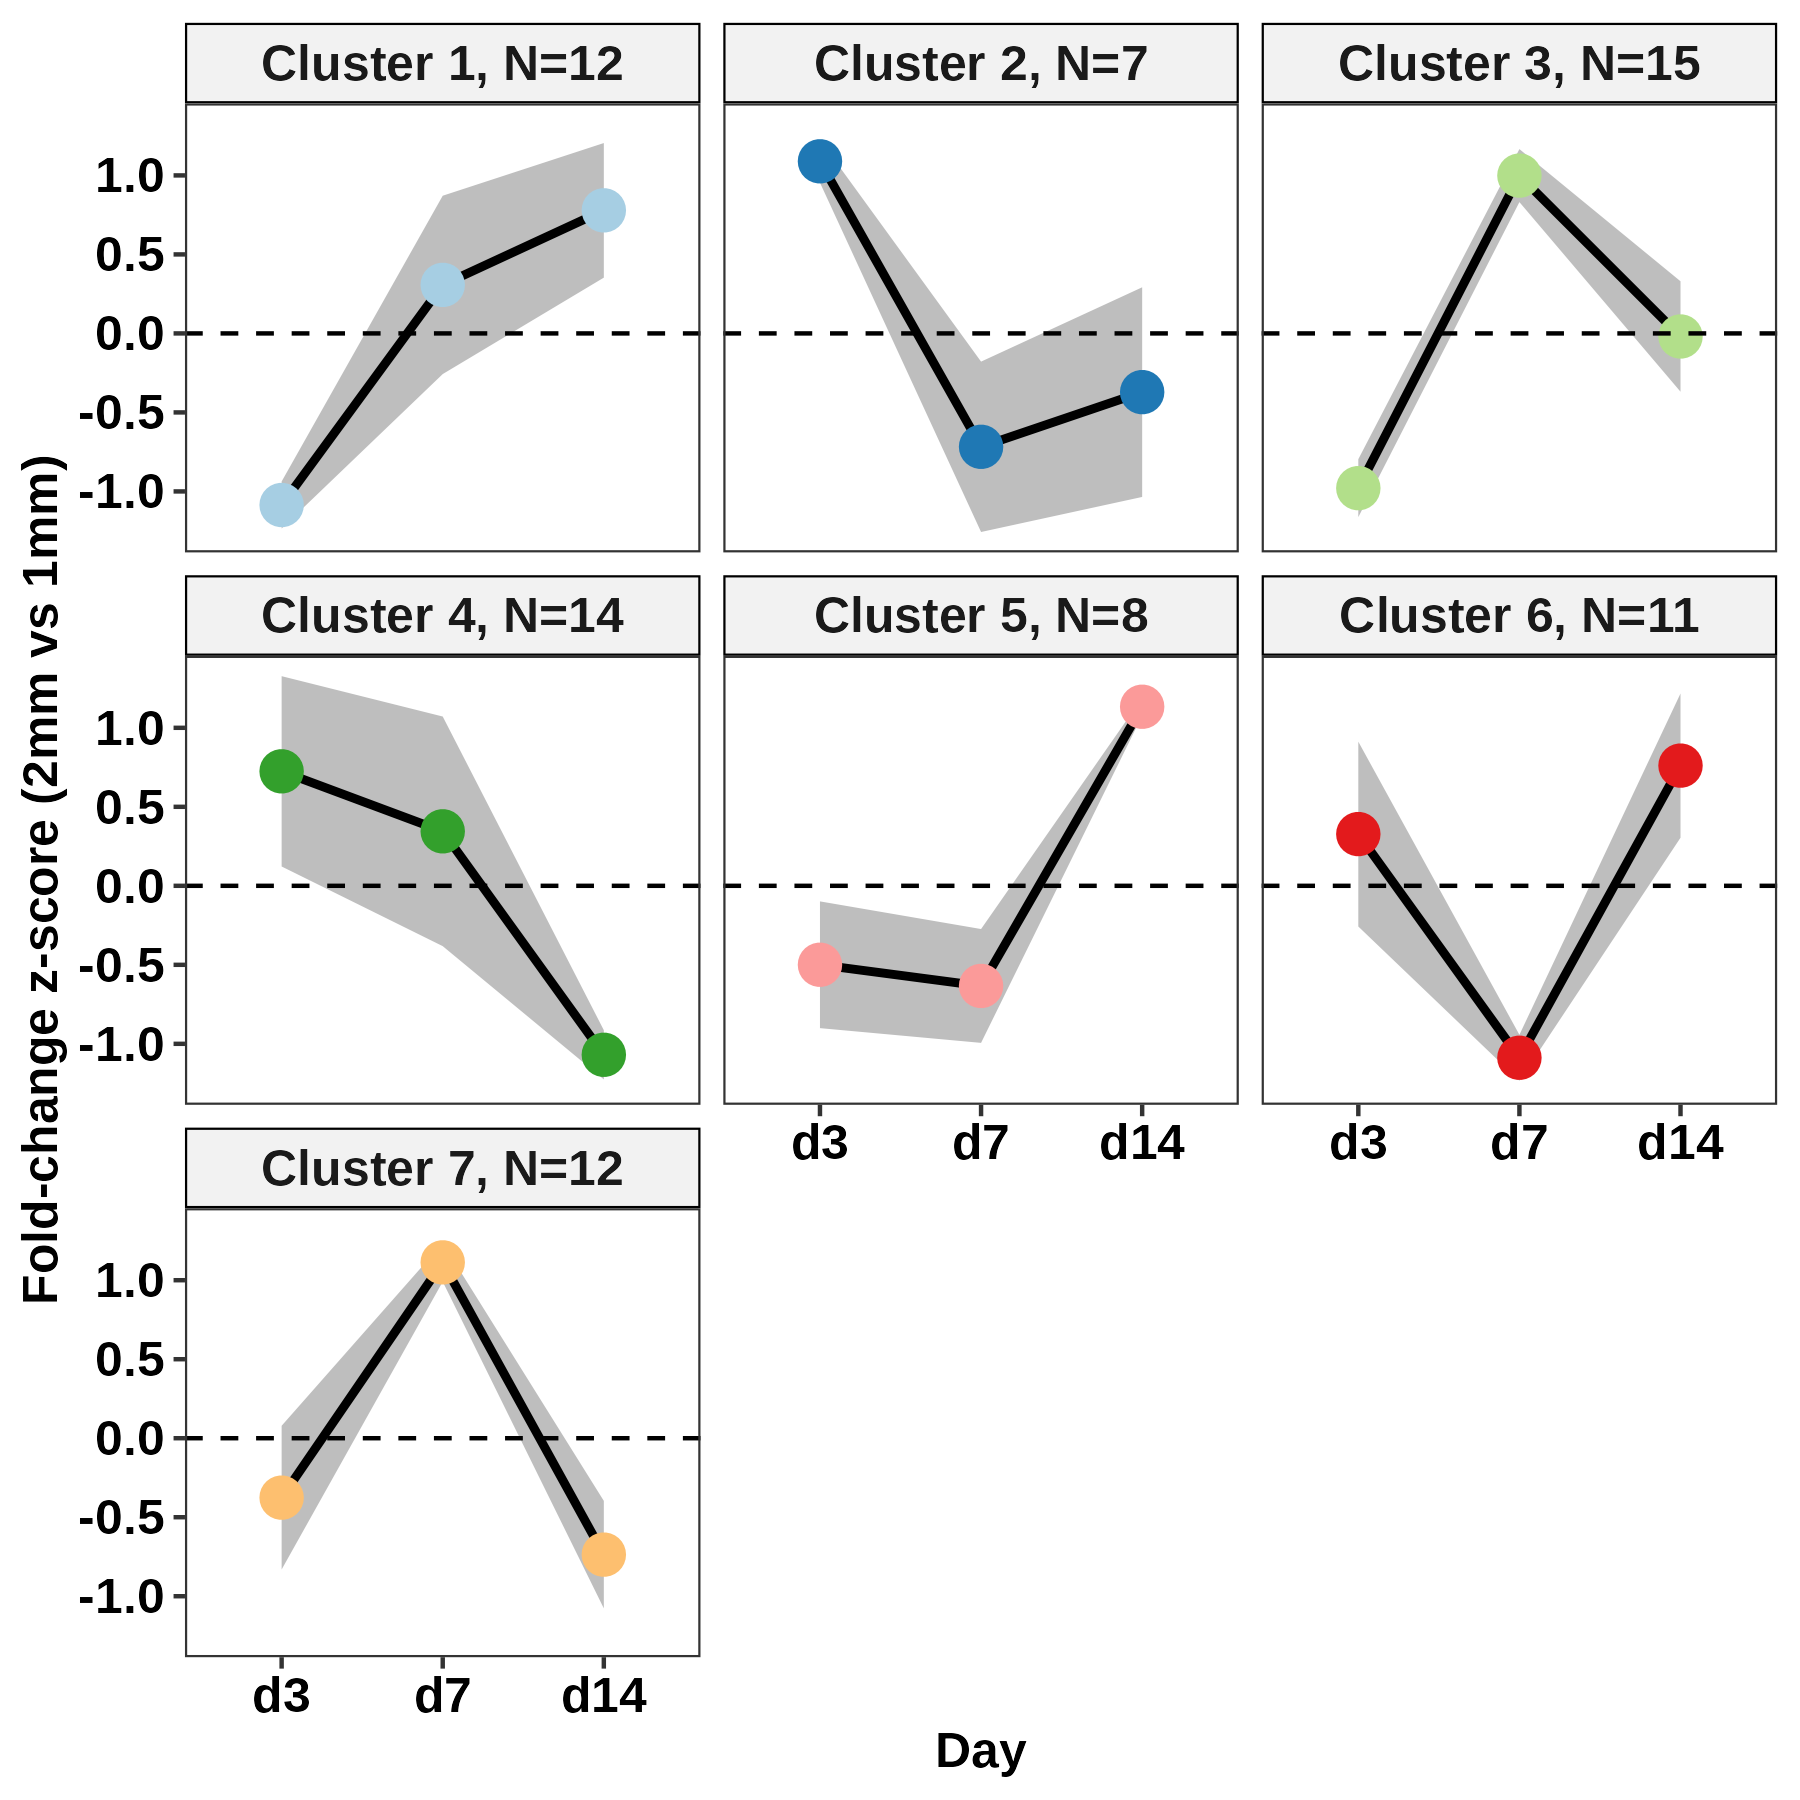 Cluster 1, N=12
Cluster 2, N=7
Cluster 3, N=15
1.0
0.5
0.0
-0.5
-1.0
Cluster 4, N=14
Cluster 5, N=8
Cluster 6, N=11
1.0
0.5
0.0
-0.5
-1.0
d3 d7 d14
d3 d7 d14
Cluster 7, N=12
1.0
0.5
0.0
-0.5
-1.0
d3 d7 d14
Day
Fold-change z-score (2mm vs 1mm)